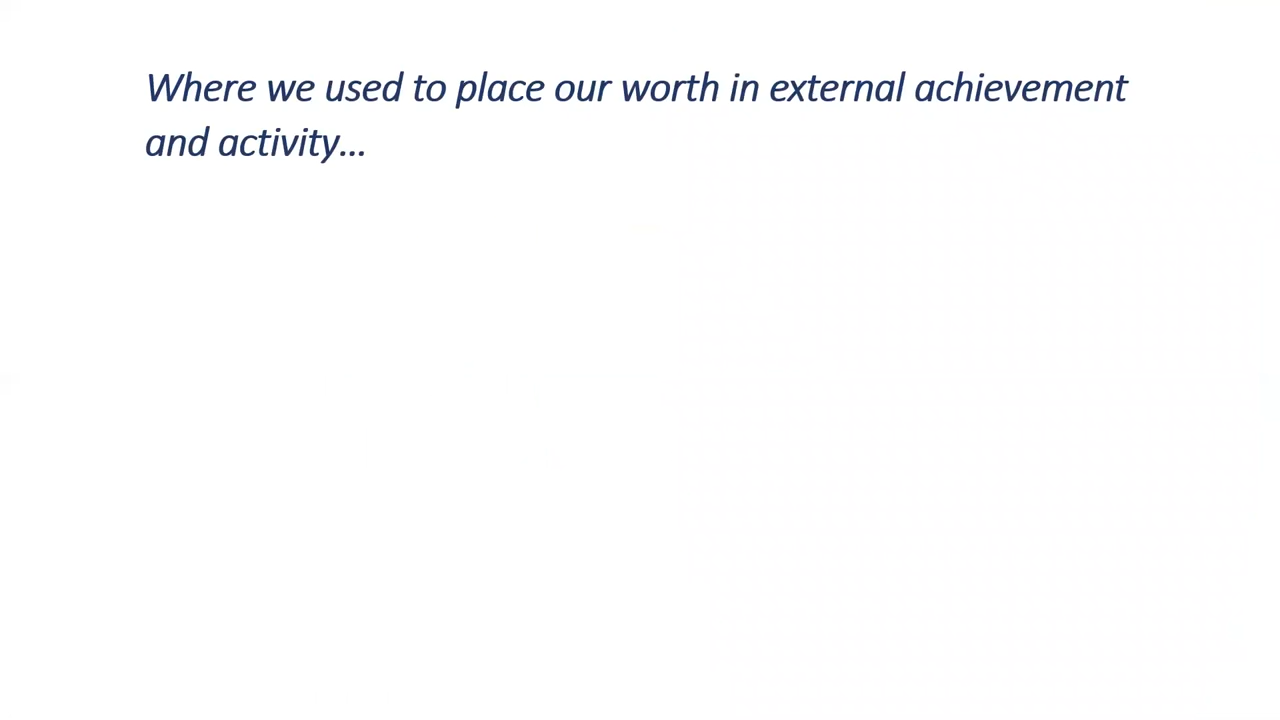 Where we used to place our worth in external achievement
and activity…